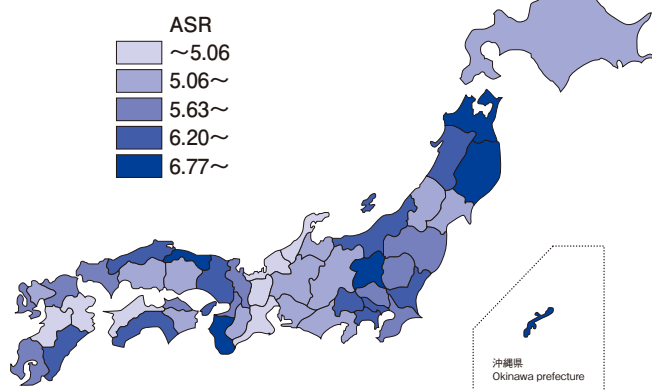 ASR
～5.06
5.06～
5.63～
6.20～
6.77～
沖縄県
Okinawa prefecture